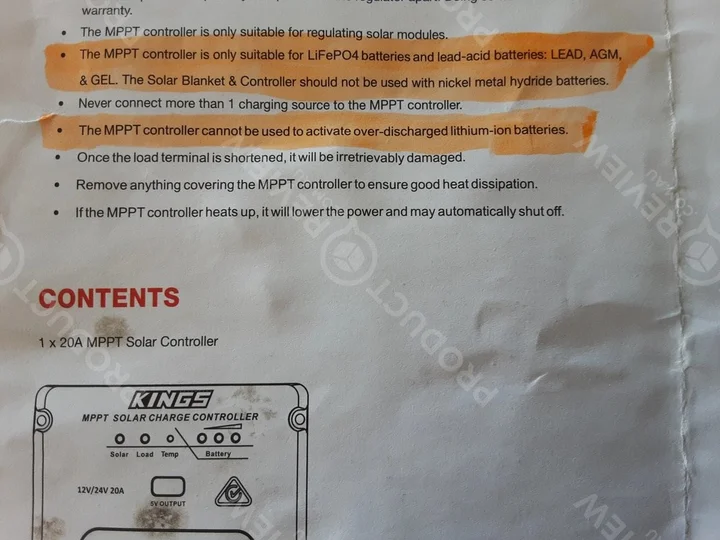 warranty.
• The MPPT controller is only suitable for regulating solar modules.
• The MPPT controller is only suitable for LiFePO4 batteries and lead-acid batteries: LEAD, AGM,
& GEL. The Solar Blanket & Controller should not be used with nickel metal hydride batteries.
• Never connect more than 1 charging source to the MPPT controller.
• The MPPT controller cannot be used to activate over-discharged lithium-ion batteries.
• Once the load terminal is shortened, it will be irretrievably damaged.
• Remove anything covering the MPPT controller to ensure good heat dissipation.
• If the MPPT controller heats up, it will lower the power and may automatically shut off.
CONTENTS
1 x 20A MPPT Solar Controller
KINGS
MPPT SOLAR CHARGE CONTROLLER
Solar Load Temp Battery
12V/24V 20A
5V OUTPUT
PRODUCT REVIEW
.COM.AU